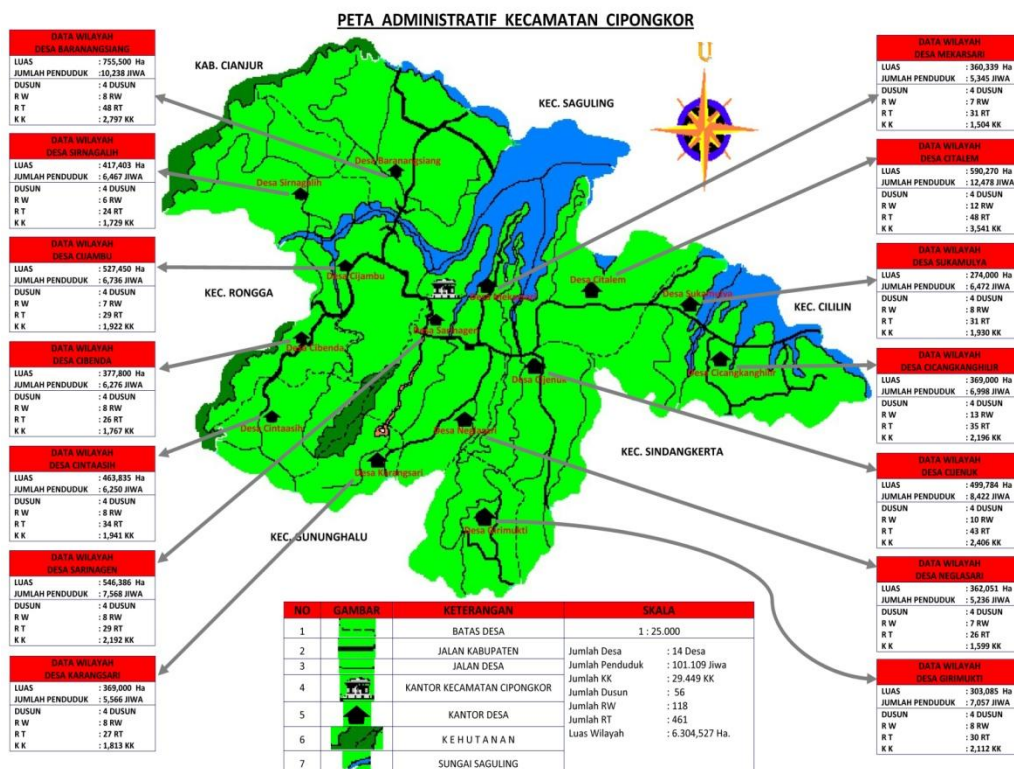 PETA ADMINISTRATIF KECAMATAN CIPONGKOR
DATA WILAYAH
DESA BARANANGSIANG
LUAS : 755,500 Ha
JUMLAH PENDUDUK :10,238 JIWA
DUSUN : 4 DUSUN
R W : 8 RW
R T : 48 RT
K K : 2,797 KK
DATA WILAYAH
DESA SIRNAGALIH
LUAS : 417,403 Ha
JUMLAH PENDUDUK : 6,467 JIWA
DUSUN : 4 DUSUN
R W : 6 RW
R T : 24 RT
K K : 1,729 KK
DATA WILAYAH
DESA CIJAMBU
LUAS : 527,450 Ha
JUMLAH PENDUDUK : 6,736 JIWA
DUSUN : 4 DUSUN
R W : 7 RW
R T : 29 RT
K K : 1,922 KK
DATA WILAYAH
DESA CIBENDA
LUAS : 377,800 Ha
JUMLAH PENDUDUK : 6,276 JIWA
DUSUN : 4 DUSUN
R W : 8 RW
R T : 26 RT
K K : 1,767 KK
DATA WILAYAH
DESA CINTAASIH
LUAS : 463,835 Ha
JUMLAH PENDUDUK : 6,250 JIWA
DUSUN : 4 DUSUN
R W : 8 RW
R T : 34 RT
K K : 1,941 KK
DATA WILAYAH
DESA SARINAGEN
LUAS : 546,386 Ha
JUMLAH PENDUDUK : 7,568 JIWA
DUSUN : 4 DUSUN
R W : 8 RW
R T : 29 RT
K K : 2,192 KK
DATA WILAYAH
DESA KARANGSARI
LUAS : 369,000 Ha
JUMLAH PENDUDUK : 5,566 JIWA
DUSUN : 4 DUSUN
R W : 8 RW
R T : 27 RT
K K : 1,813 KK
KAB. CIANJUR
KEC. SAGULING
U
Desa Baranangsiang
Desa Sirnagalih
Desa Cijambu
KEC. RONGGA
Desa Citalem
Desa Sukamulya
KEC. CILILIN
Desa Cibenda
Desa Cijenuk
Desa Cicangkanghilir
Desa Cintaasih
Desa Neglasari
KEC. SINDANGKERTA
Desa Karangsari
Desa Girimukti
KEC. GUNUNGHALU
DATA WILAYAH
DESA MEKARSARI
LUAS : 360,339 Ha
JUMLAH PENDUDUK : 5,345 JIWA
DUSUN : 4 DUSUN
R W : 7 RW
R T : 31 RT
K K : 1,504 KK
DATA WILAYAH
DESA CITALEM
LUAS : 590,270 Ha
JUMLAH PENDUDUK : 12,478 JIWA
DUSUN : 4 DUSUN
R W : 12 RW
R T : 48 RT
K K : 3,541 KK
DATA WILAYAH
DESA SUKAMULYA
LUAS : 274,000 Ha
JUMLAH PENDUDUK : 6,472 JIWA
DUSUN : 4 DUSUN
R W : 8 RW
R T : 31 RT
K K : 1,930 KK
DATA WILAYAH
DESA CICANGKANGHILIR
LUAS : 369,000 Ha
JUMLAH PENDUDUK : 6,998 JIWA
DUSUN : 4 DUSUN
R W : 13 RW
R T : 35 RT
K K : 2,196 KK
DATA WILAYAH
DESA CIJENUK
LUAS : 499,784 Ha
JUMLAH PENDUDUK : 8,422 JIWA
DUSUN : 4 DUSUN
R W : 10 RW
R T : 43 RT
K K : 2,406 KK
DATA WILAYAH
DESA NEGLASARI
LUAS : 362,051 Ha
JUMLAH PENDUDUK : 5,236 JIWA
DUSUN : 4 DUSUN
R W : 7 RW
R T : 26 RT
K K : 1,599 KK
DATA WILAYAH
DESA GIRIMUKTI
LUAS : 303,085 Ha
JUMLAH PENDUDUK : 7,057 JIWA
DUSUN : 4 DUSUN
R W : 8 RW
R T : 30 RT
K K : 2,112 KK
NO GAMBAR KETERANGAN SKALA
1 BATAS DESA 1 : 25.000
2 JALAN KABUPATEN
3 JALAN DESA
4 KANTOR KECAMATAN CIPONGKOR
5 KANTOR DESA
6 K E H U T A N A N
7 SUNGAI SAGULING
Jumlah Desa : 14 Desa
Jumlah Penduduk : 101.109 Jiwa
Jumlah KK : 29.449 KK
Jumlah Dusun : 56
Jumlah RW : 118
Jumlah RT : 461
Luas Wilayah : 6.304,527 Ha.